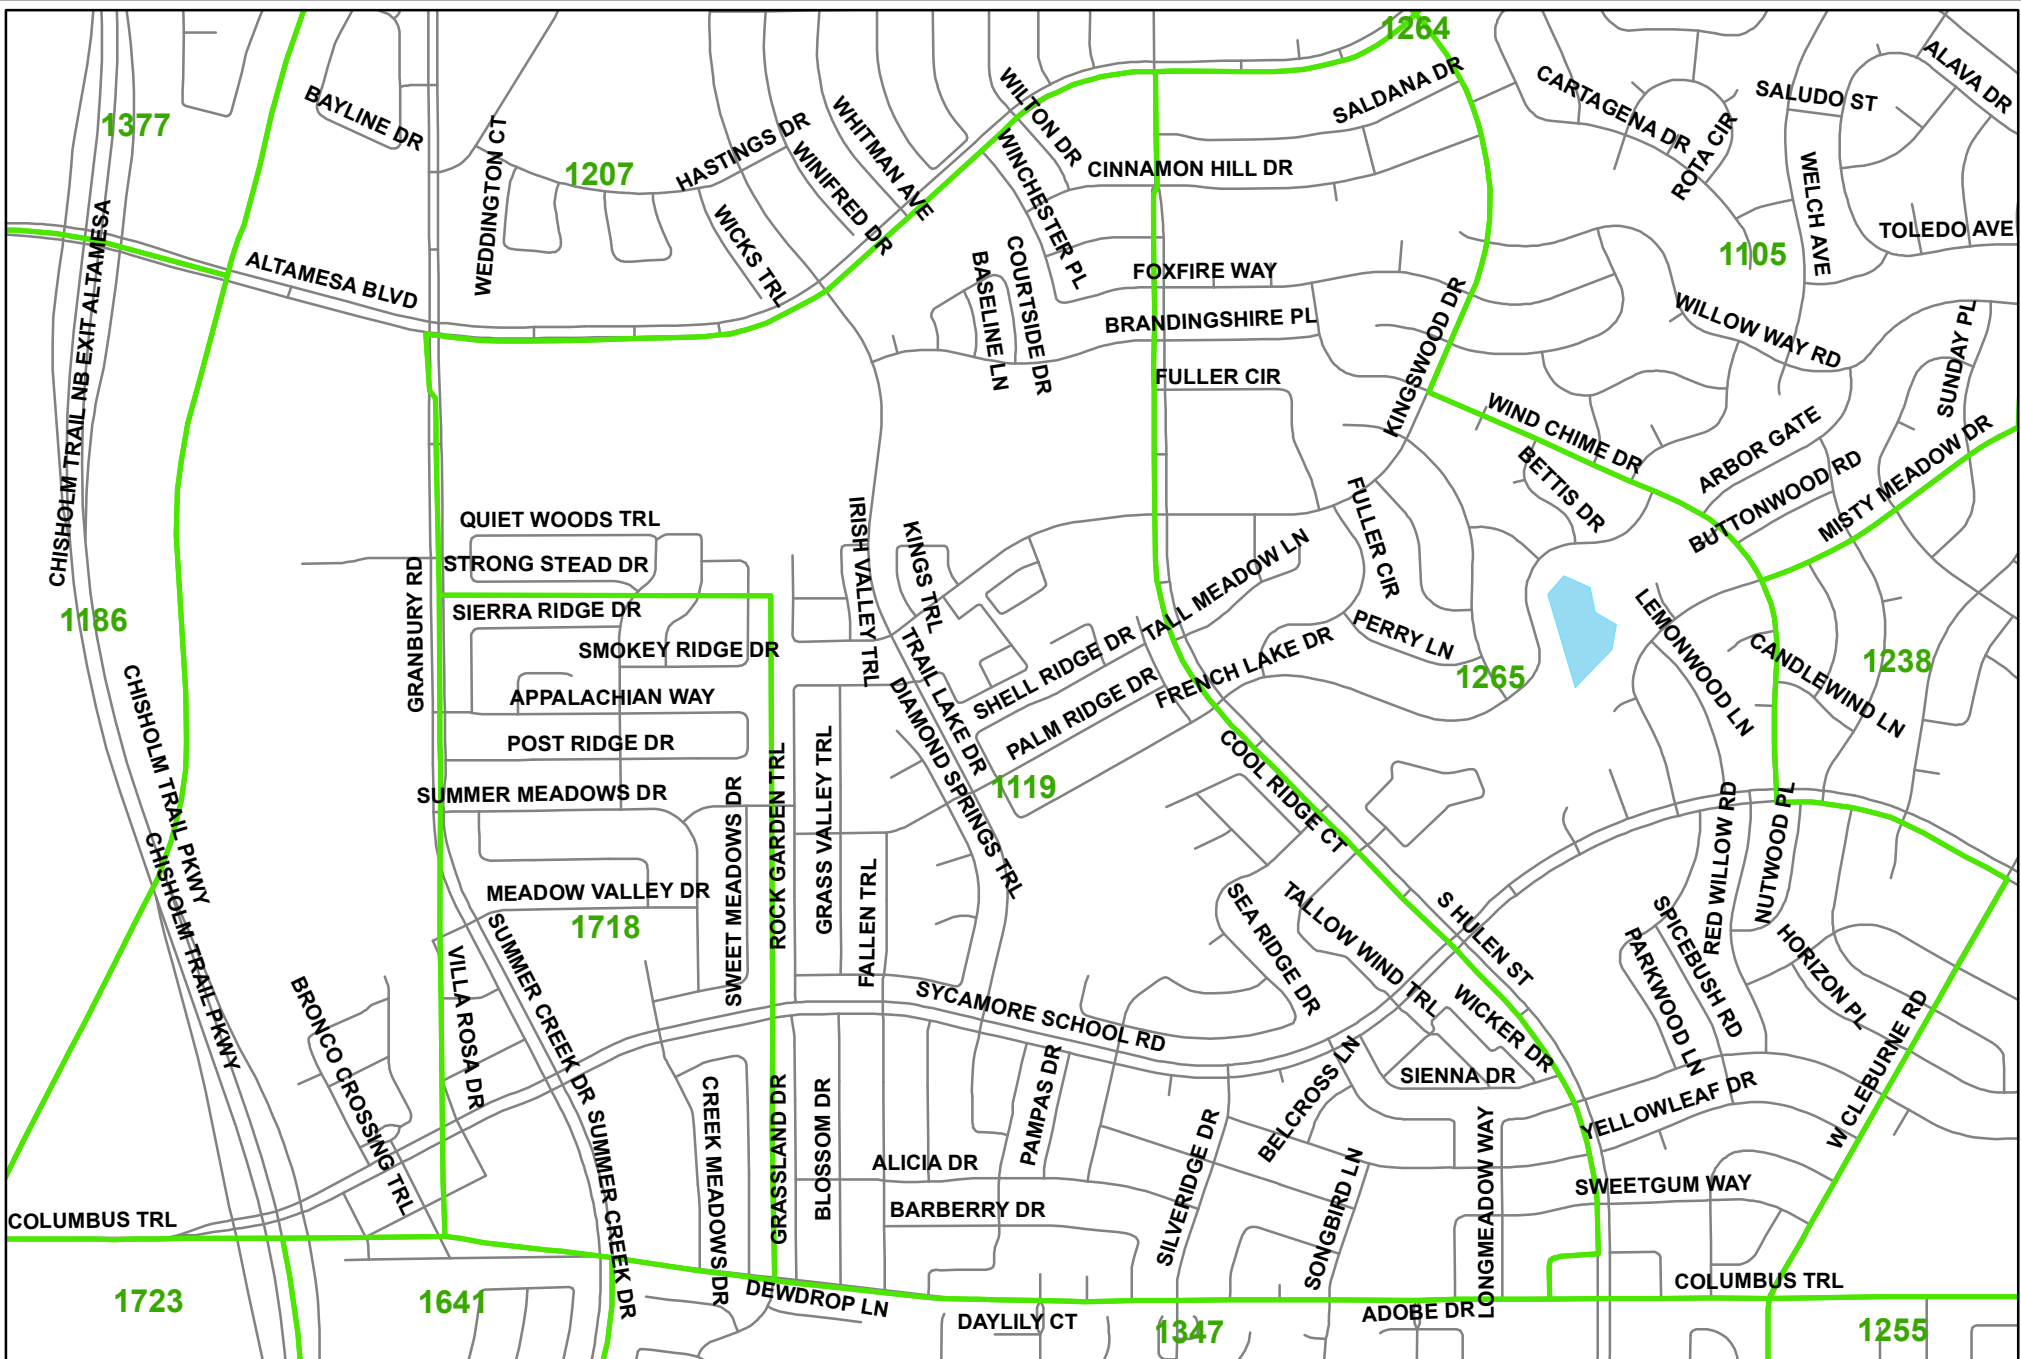 1264
ALAVA DR
CARTAGENA DR
SALUDO ST
SALDANA DR
WILTON DR
BAYLINE DR
1377
WHITMAN AVE
HASTINGS DR
WEDDINGTON CT
1207
WINIFRED DR
WINCHESTER PL
CINNAMON HILL DR
ROTA CIR
WELCH AVE
TOLEDO AVE
1105
WICKS TRL
CHISHOLM TRAIL NB EXIT ALTAMESA
ALTAMESA BLVD
BASELINE LN
COURTSIDE DR
FOXFIRE WAY
BRANDINGSHIRE PL
KINGSWOOD DR
WILLOW WAY RD
SUNDAY PL
FULLER CIR
WIND CHIME DR
ARBOR GATE
BETTIS DR
BUTTONWOOD RD
MISTY MEADOW DR
QUIET WOODS TRL
STRONG STEAD DR
GRANBURY RD
SIERRA RIDGE DR
SMOKEY RIDGE DR
APPALACHIAN WAY
POST RIDGE DR
SUMMER MEADOWS DR
IRISH VALLEY TRL
KINGS TRL
FULLER CIR
TALL MEADOW LN
SHELL RIDGE DR
PALM RIDGE DR
FRENCH LAKE DR
PERRY LN
1265
LEMONWOOD LN
CANDLEWIND LN
1238
1186
TRAIL LAKE DR
DIAMOND SPRINGS TRL
1119
CHISHOLM TRAIL PKWY
CHISHOLM TRAIL PKWY
COOL RIDGE CT
ROCK GARDEN TRL
GRASS VALLEY TRL
SWEET MEADOWS DR
FALLEN TRL
MEADOW VALLEY DR
1718
RED WILLOW RD
NUTWOOD PL
SEA RIDGE DR
TALLOW WIND TRL
S HULEN ST
SPICEBUSH RD
PARKWOOD LN
HORIZON PL
SUMMER CREEK DR
VILLA ROSA DR
BRONCO CROSSING TRL
SYCAMORE SCHOOL RD
WICKER DR
W CLEBURNE RD
SIENNA DR
BELCROSS LN
YELLOWLEAF DR
CREEK MEADOWS DR
GRASSLAND DR
BLOSSOM DR
PAMPAS DR
ALICIA DR
BARBERRY DR
SILVERIDGE DR
SONGBIRD LN
LONGMEADOW WAY
SWEETGUM WAY
SUMMER CREEK DR
COLUMBUS TRL
COLUMBUS TRL
DEWDROP LN
DAYLILY CT
ADOBE DR
1723
1641
1347
1255